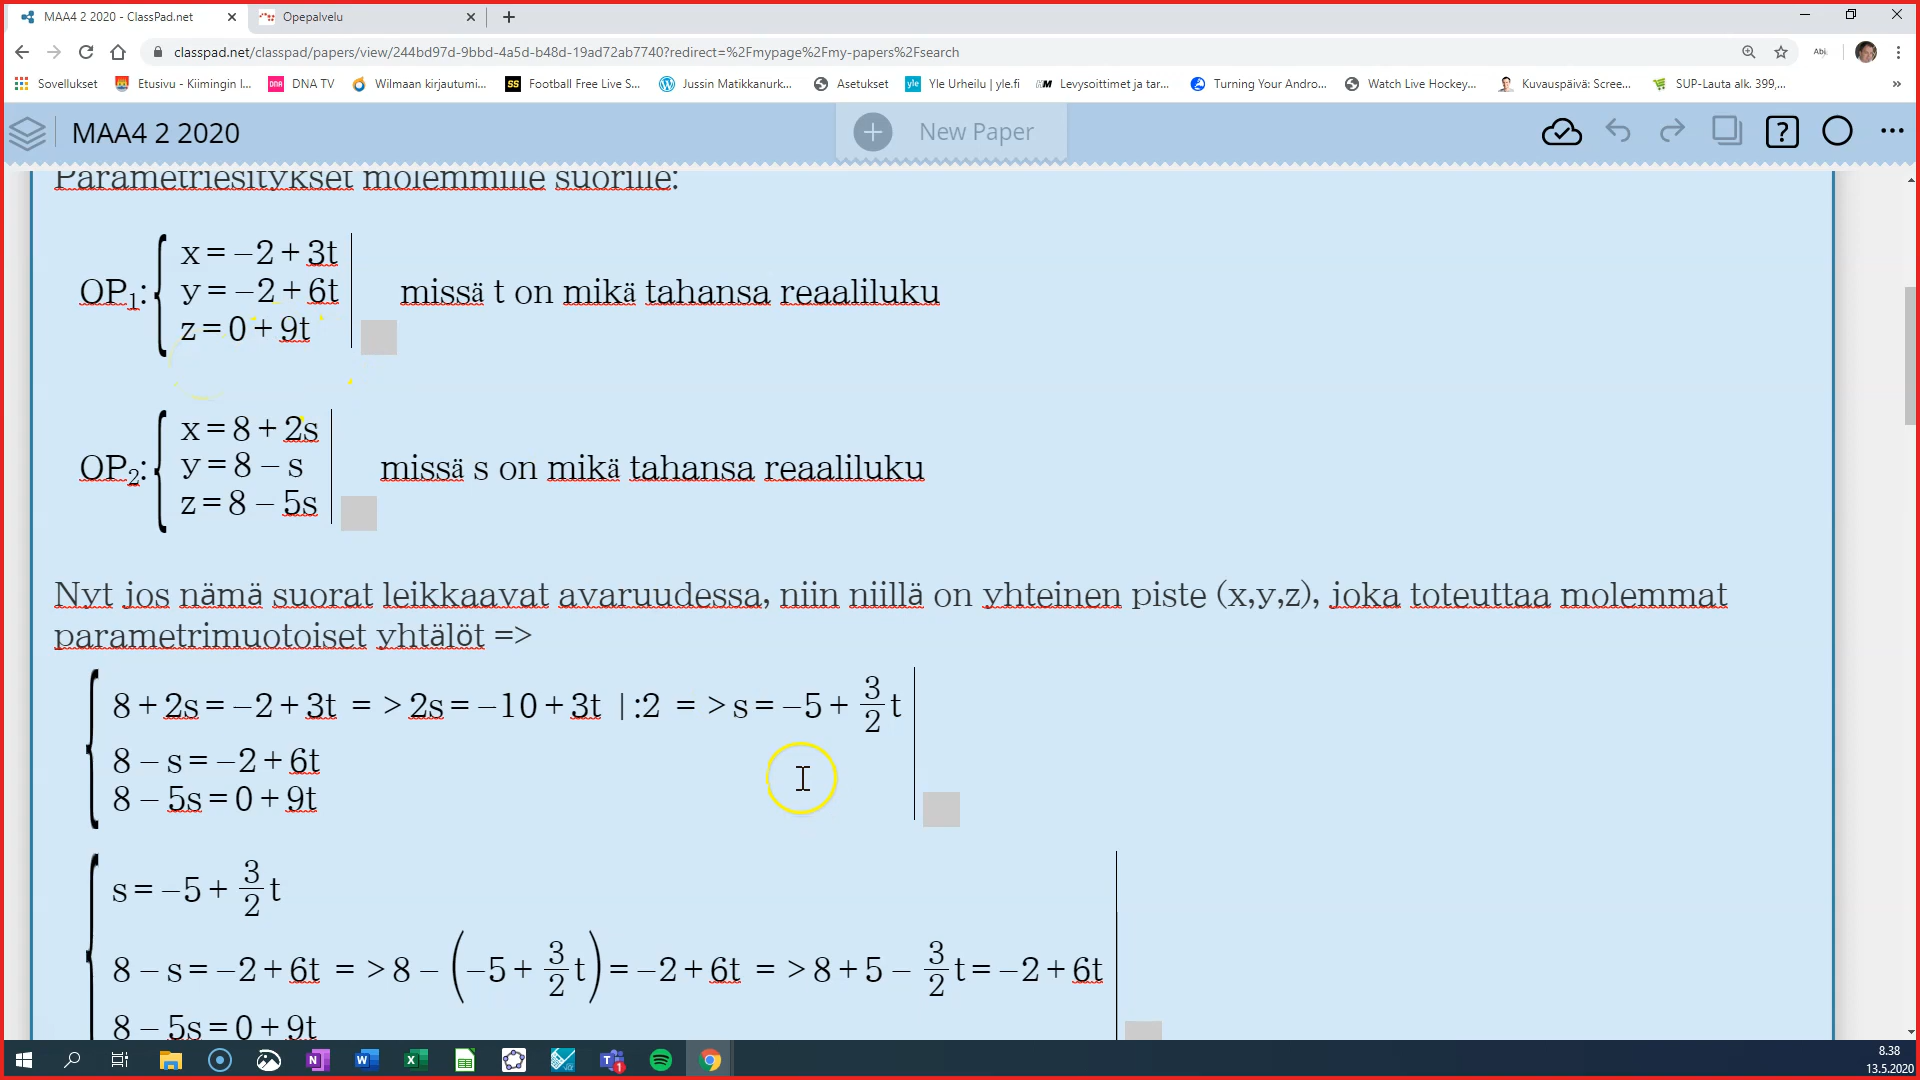 MAA4 2 2020 - ClassPad.net
Opepalvelu
classpad.net/classpad/papers/view/244bd97d-9bbd-4a5d-b48d-19ad72ab7740?redirect=%2Fmypage%2Fmy-papers%2Fsearch
Sovellukset
Etusivu - Kiimingin l...
DNA TV
Wilmaan kirjautumi...
Football Free Live S...
Jussin Matikkanurk...
Asetukset
Yle Urheilu | yle.fi
Levysoittimet ja tar...
Turning Your Andro...
Watch Live Hockey...
Kuvauspäivä: Scree...
SUP-Lauta alk. 399,...
MAA4 2 2020
New Paper
Parametriesitykset molemmille suorille:
x = –2 + 3t
OP₁: y = –2 + 6t missä t on mikä tahansa reaaliluku
z = 0 + 9t
x = 8 + 2s
OP₂: y = 8 – s missä s on mikä tahansa reaaliluku
z = 8 – 5s
Nyt jos nämä suorat leikkaavat avaruudessa, niin niillä on yhteinen piste (x,y,z), joka toteuttaa molemmat
parametrimuotoiset yhtälöt =>
8 + 2s = –2 + 3t = > 2s = –10 + 3t | :2 = > s = –5 + 3/2 t
8 – s = –2 + 6t
8 – 5s = 0 + 9t
s = –5 + 3/2 t
8 – s = –2 + 6t = > 8 – (–5 + 3/2 t) = –2 + 6t = > 8 + 5 – 3/2 t = –2 + 6t
8 – 5s = 0 + 9t
8.38
13.5.2020